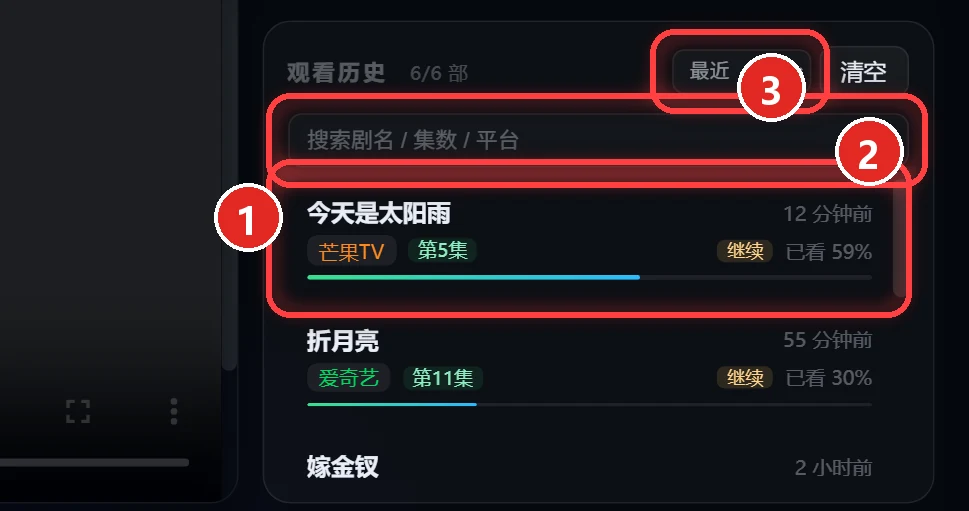 观看历史 6/6 部 最近 3 清空
搜索剧名 / 集数 / 平台 2
1 今天是太阳雨 12 分钟前
芒果TV 第5集 继续 已看 59%
折月亮 55 分钟前
爱奇艺 第11集 继续 已看 30%
嫁金钗 2 小时前